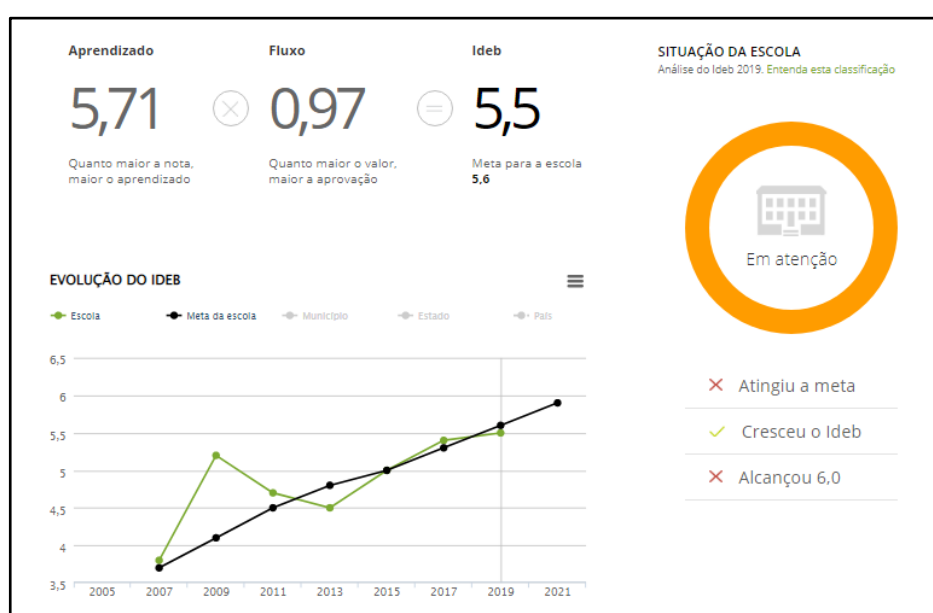 Aprendizado
5,71
Quanto maior a nota,
maior o aprendizado
×
Fluxo
0,97
Quanto maior o valor,
maior a aprovação
=
Ideb
5,5
Meta para a escola
5,6
SITUAÇÃO DA ESCOLA
Análise do Ideb 2019. Entenda esta classificação
Em atenção
Atingiu a meta
Cresceu o Ideb
Alcançou 6,0
EVOLUÇÃO DO IDEB
Escola Meta da escola Município Estado País
6,5
6
5,5
5
4,5
4
3,5
2005 2007 2009 2011 2013 2015 2017 2019 2021